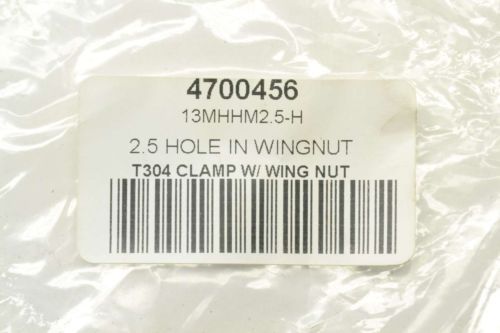 4700456
13MHHM2.5-H
2.5 HOLE IN WINGNUT
T304 CLAMP W/ WING NUT